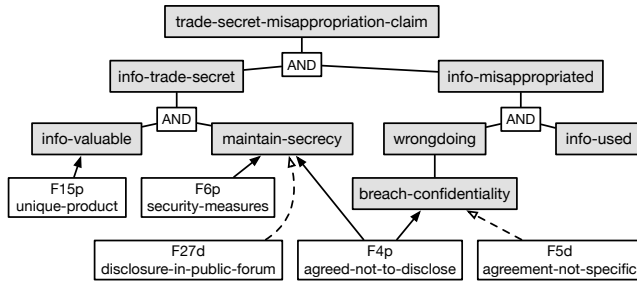 trade-secret-misappropriation-claim
AND
info-trade-secret
info-misappropriated
AND
AND
info-valuable
maintain-secrecy
wrongdoing
info-used
F15p
unique-product
F6p
security-measures
breach-confidentiality
F27d
disclosure-in-public-forum
F4p
agreed-not-to-disclose
F5d
agreement-not-specific